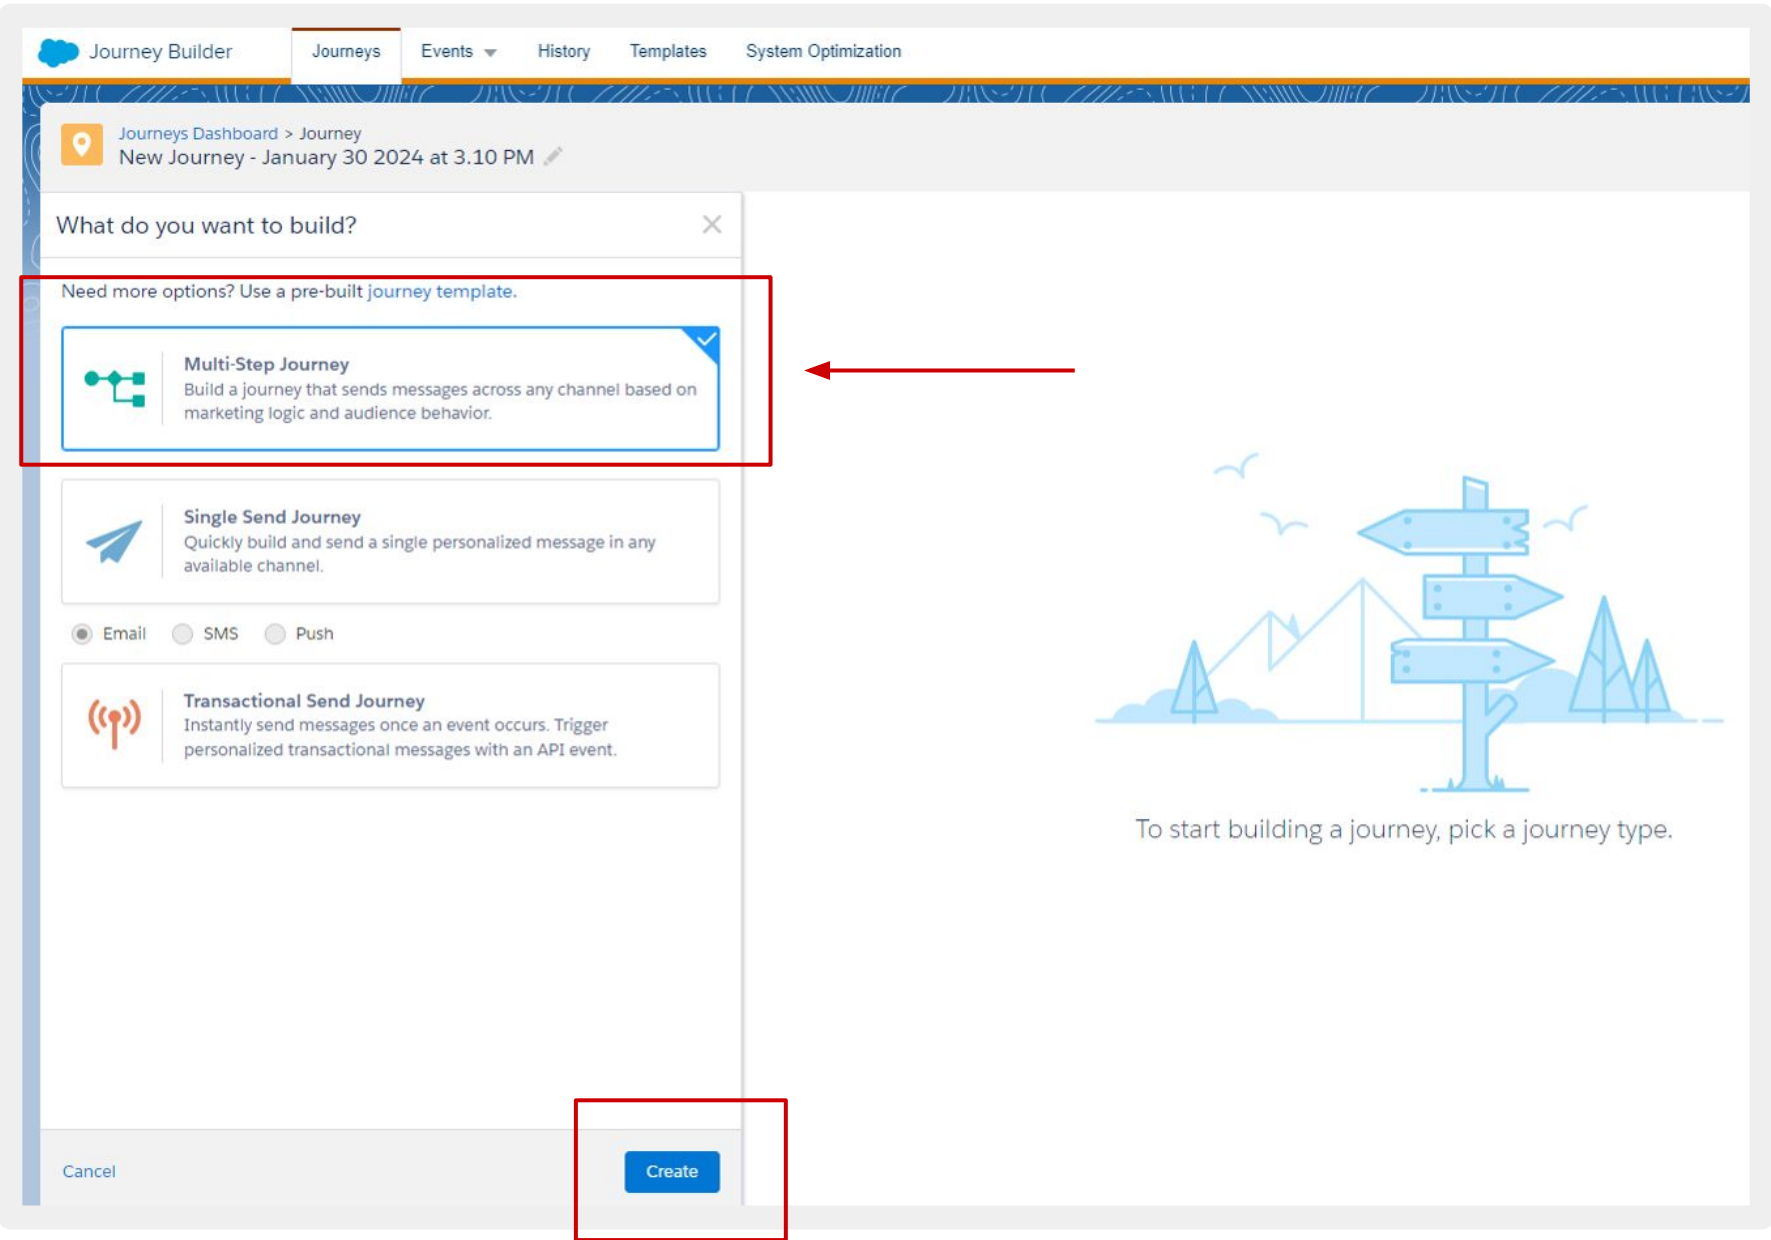 Journey Builder
Journeys
Events
History
Templates
System Optimization
Journeys Dashboard > Journey
New Journey - January 30 2024 at 3.10 PM
What do you want to build?
Need more options? Use a pre-built journey template.
Multi-Step Journey
Build a journey that sends messages across any channel based on
marketing logic and audience behavior.
Single Send Journey
Quickly build and send a single personalized message in any
available channel.
Email
SMS
Push
Transactional Send Journey
Instantly send messages once an event occurs. Trigger
personalized transactional messages with an API event.
To start building a journey, pick a journey type.
Cancel
Create